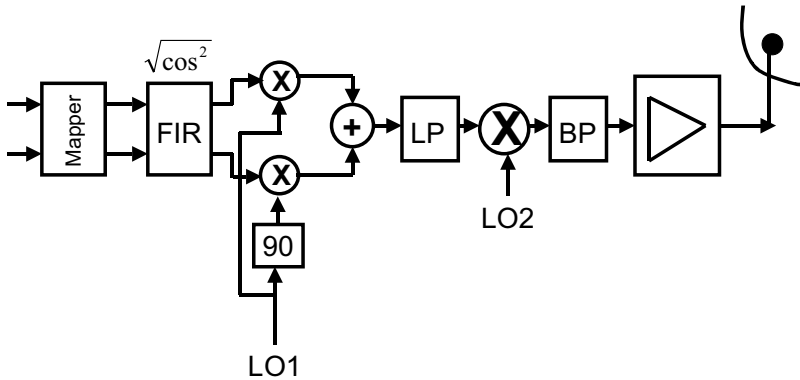 √cos²
Mapper
FIR
X
X
+
LP
X
BP
90
LO2
LO1